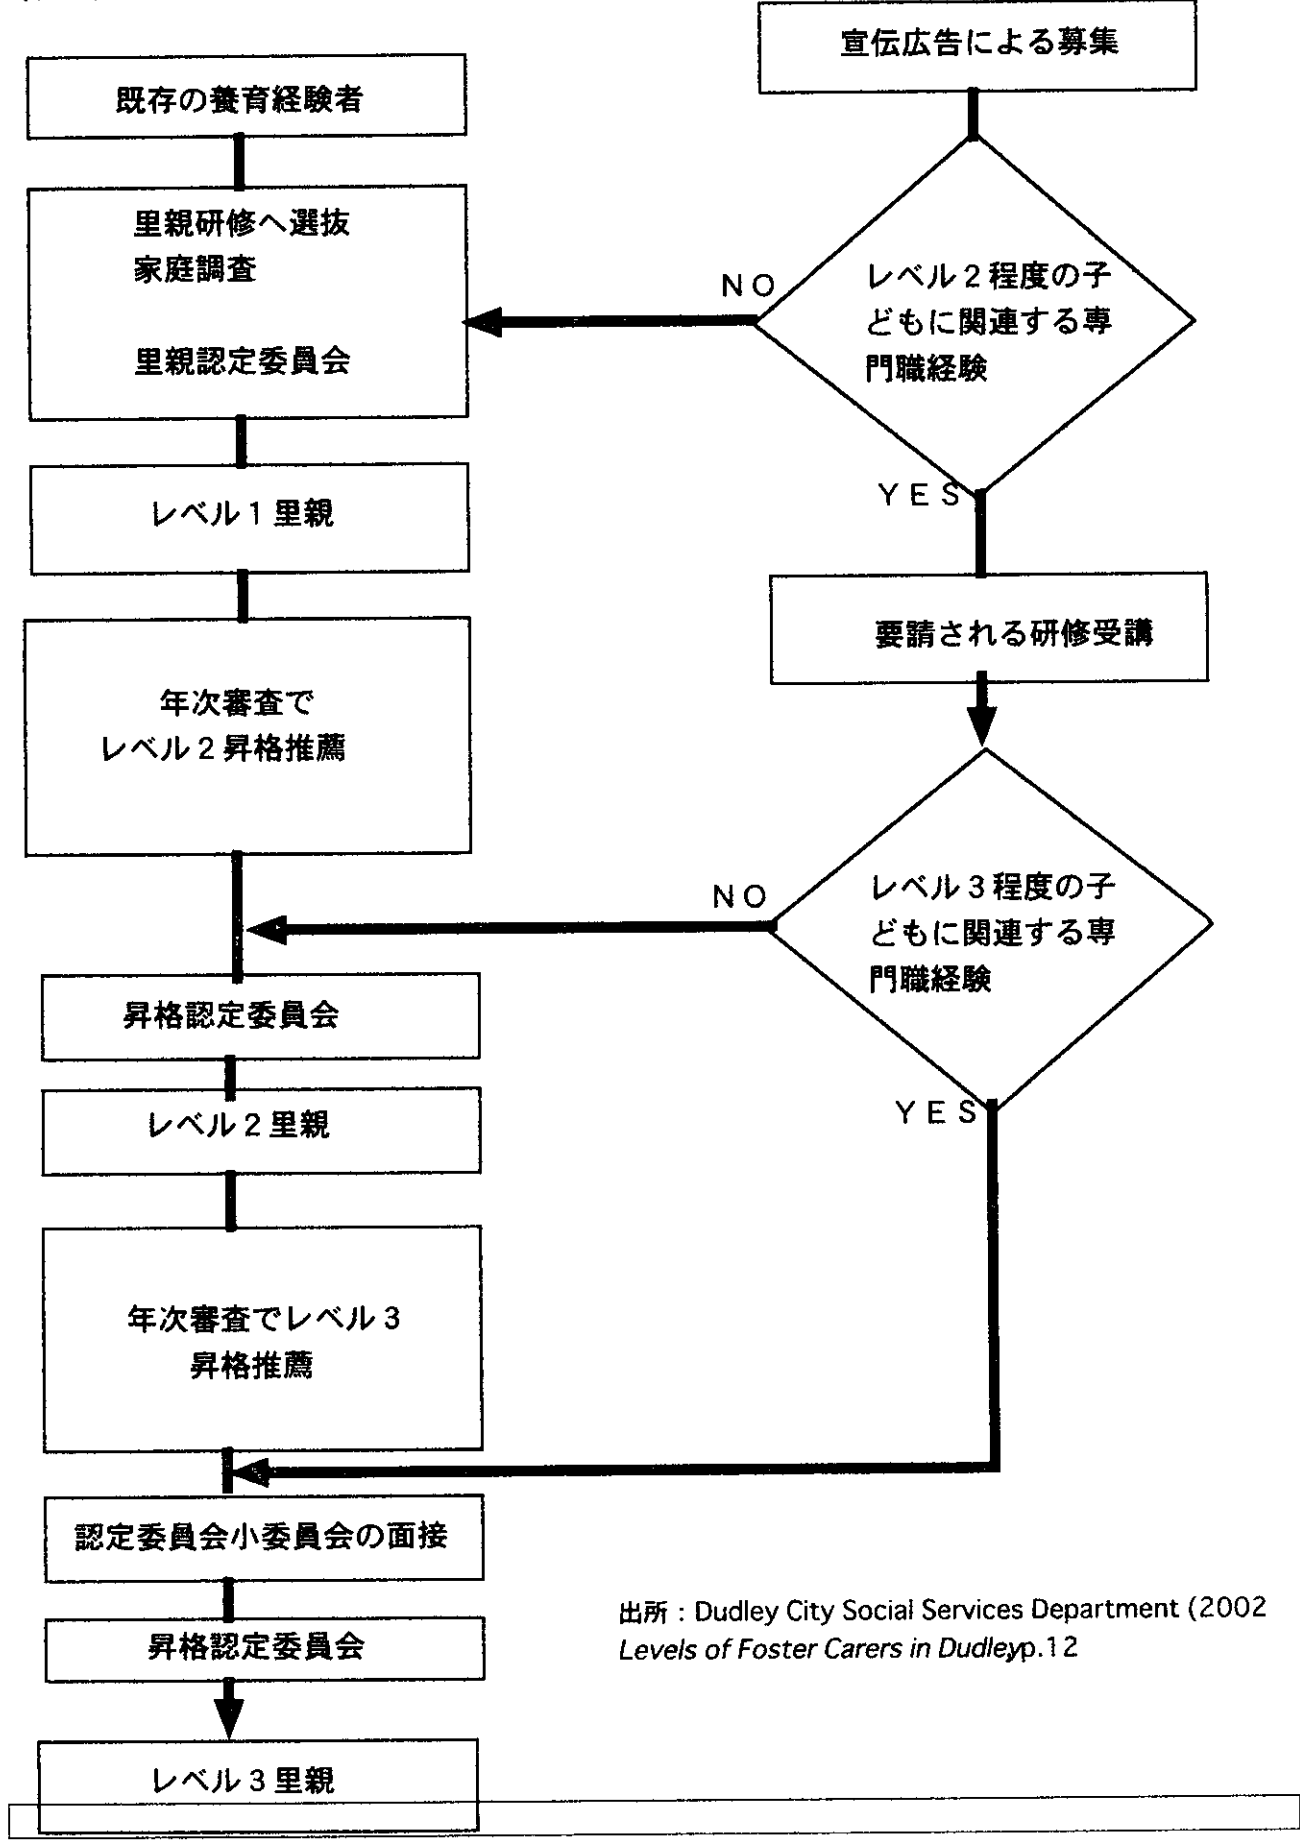 宣伝広告による募集
既存の養育経験者
里親研修へ選抜
家庭調査
里親認定委員会
NO
レベル2程度の子
どもに関連する専
門職経験
YES
レベル1里親
要請される研修受講
年次審査で
レベル2昇格推薦
NO
レベル3程度の子
どもに関連する専
門職経験
YES
昇格認定委員会
レベル2里親
年次審査でレベル3
昇格推薦
認定委員会小委員会の面接
昇格認定委員会
レベル3里親
出所：Dudley City Social Services Department (2002
Levels of Foster Carers in Dudleyp.12